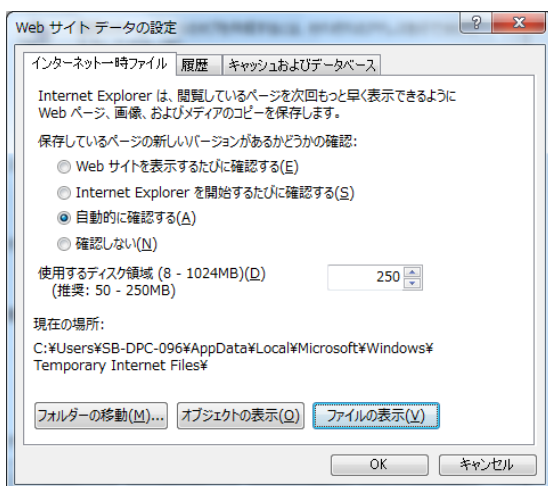 Web サイト データの設定
インターネット一時ファイル 履歴 キャッシュおよびデータベース
Internet Explorer は、閲覧しているページを次回もっと早く表示できるように
Web ページ、画像、およびメディアのコピーを保存します。
保存しているページの新しいバージョンがあるかどうかの確認:
Web サイトを表示するたびに確認する(E)
Internet Explorer を開始するたびに確認する(S)
自動的に確認する(A)
確認しない(N)
使用するディスク領域 (8 - 1024MB)(D) 250
(推奨: 50 - 250MB)
現在の場所:
C:¥Users¥SB-DPC-096¥AppData¥Local¥Microsoft¥Windows¥
Temporary Internet Files¥
フォルダーの移動(M)... オブジェクトの表示(O) ファイルの表示(V)
OK キャンセル